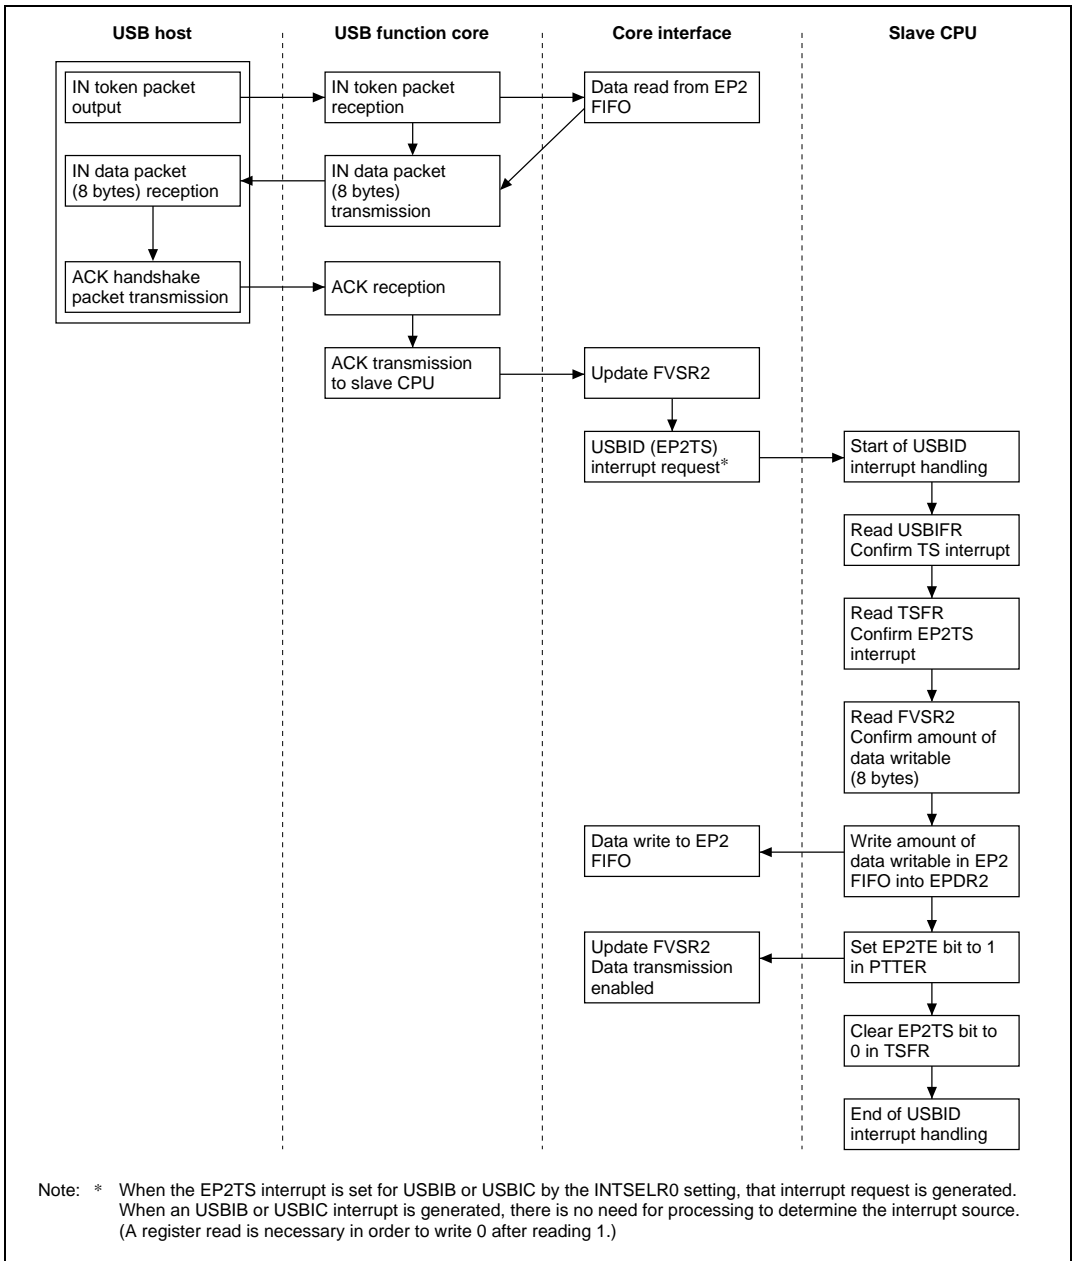 USB host
USB function core
Core interface
Slave CPU
IN token packet
output
IN token packet
reception
Data read from EP2
FIFO
IN data packet
(8 bytes) reception
IN data packet
(8 bytes)
transmission
ACK handshake
packet transmission
ACK reception
ACK transmission
to slave CPU
Update FVSR2
USBID (EP2TS)
interrupt request*
Start of USBID
interrupt handling
Read USBIFR
Confirm TS interrupt
Read TSFR
Confirm EP2TS
interrupt
Read FVSR2
Confirm amount of
data writable
(8 bytes)
Data write to EP2
FIFO
Write amount of
data writable in EP2
FIFO into EPDR2
Update FVSR2
Data transmission
enabled
Set EP2TE bit to 1
in PTTER
Clear EP2TS bit to
0 in TSFR
End of USBID
interrupt handling
Note: * When the EP2TS interrupt is set for USBIB or USBIC by the INTSELR0 setting, that interrupt request is generated.
When an USBIB or USBIC interrupt is generated, there is no need for processing to determine the interrupt source.
(A register read is necessary in order to write 0 after reading 1.)